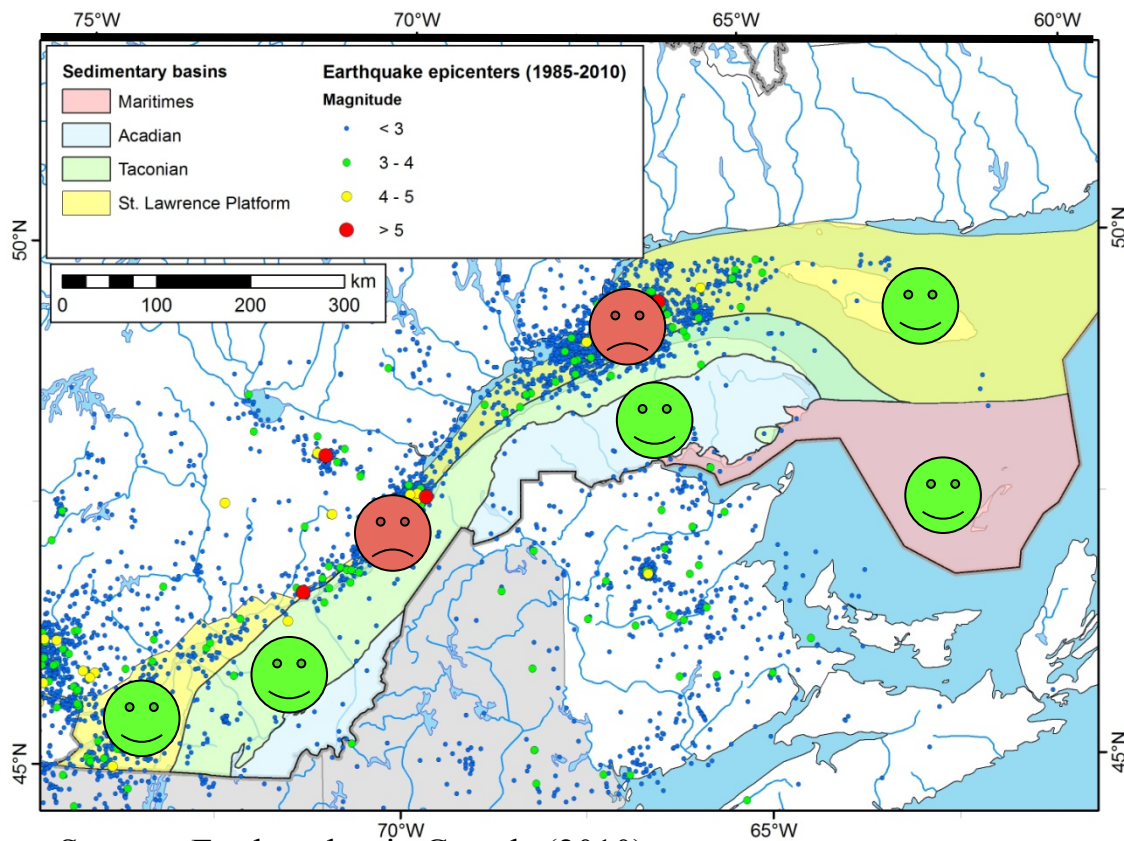 75°W 70°W 65°W 60°W
Sedimentary basins
Maritimes
Acadian
Taconian
St. Lawrence Platform
Earthquake epicenters (1985-2010)
Magnitude
< 3
3 - 4
4 - 5
> 5
km
0 100 200 300
50°N 50°N
45°N 45°N
70°W 65°W